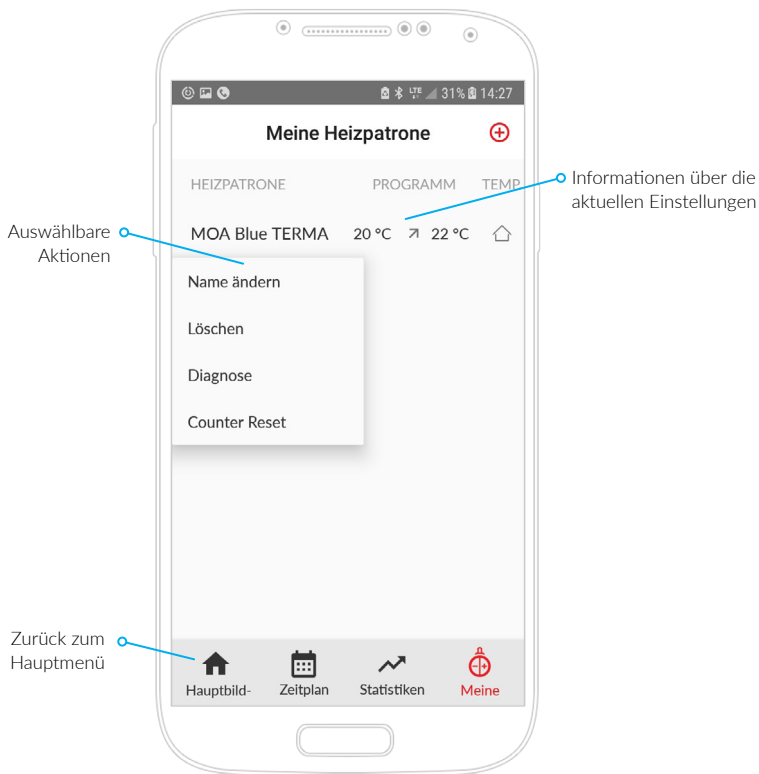 LTE 31% 14:27
Meine Heizpatrone
HEIZPATRONE PROGRAMM TEMP
Informationen über die
aktuellen Einstellungen
Auswählbare
Aktionen
MOA Blue TERMA 20 °C 22 °C
Name ändern
Löschen
Diagnose
Counter Reset
Zurück zum
Hauptmenü
Hauptbild- Zeitplan Statistiken Meine